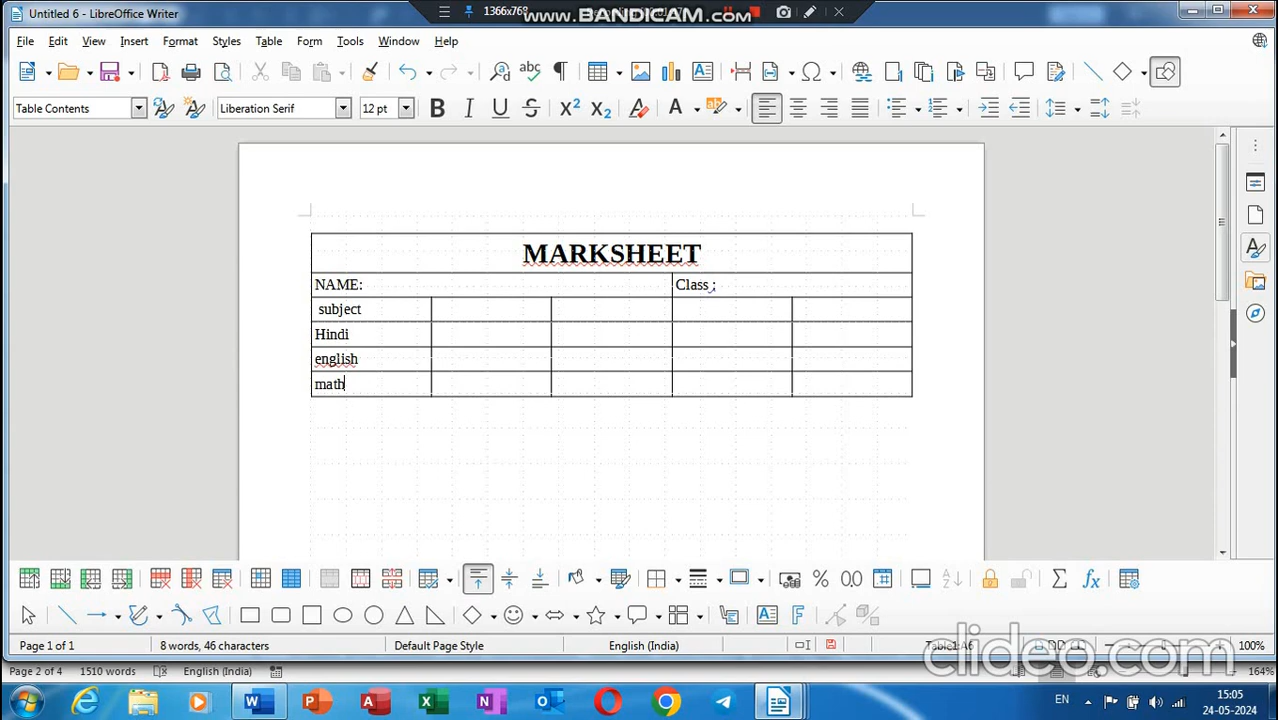 Untitled 6 - LibreOffice Writer
1366x768
www.BANDICAM.com
File Edit View Insert Format Styles Table Form Tools Window Help
Table Contents Liberation Serif 12 pt
MARKSHEET
NAME: Class ;
subject
Hindi
english
math
Page 1 of 1 8 words, 46 characters Default Page Style English (India) 100%
clideo.com
Page 2 of 4 1510 words English (India) 164%
EN 15:05
24-05-2024